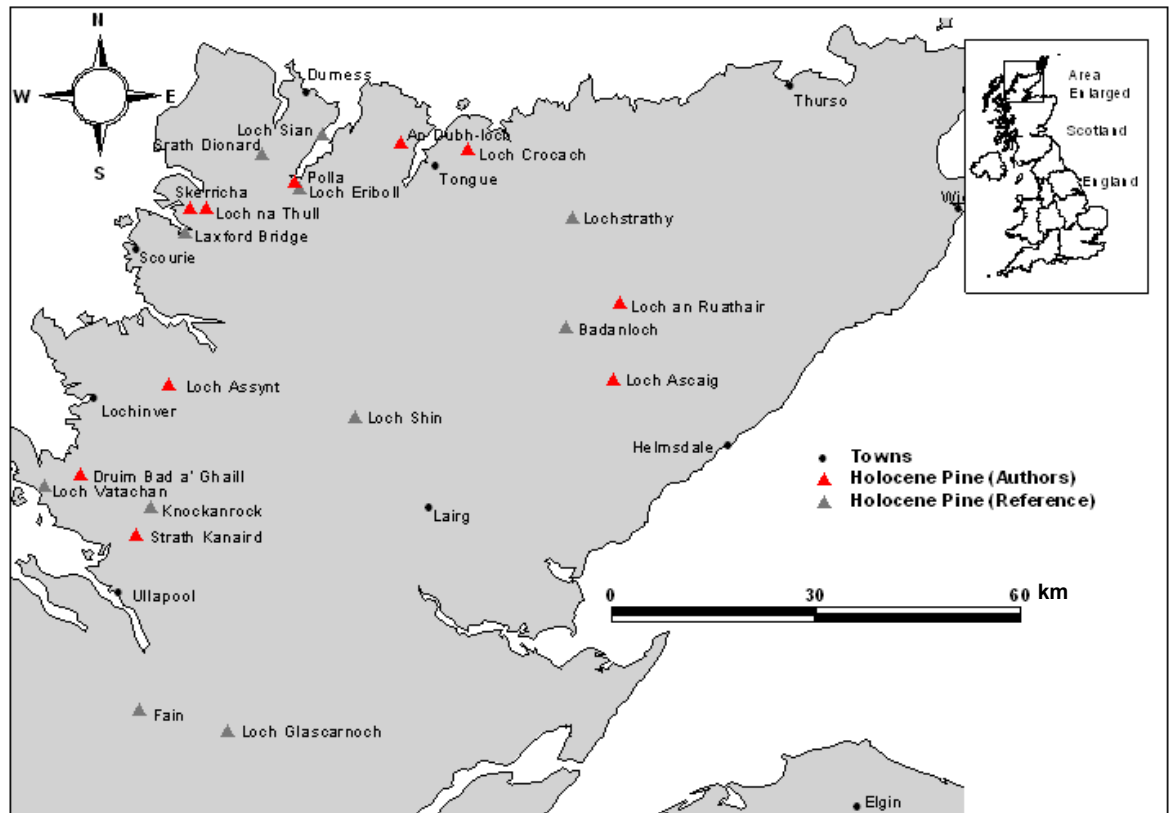 N
W
E
S
Durness
Thurso
Area
Enlarged
Scotland
England
Loch Sian
Srath Dionard
An Dubh-loch
Loch Crocach
Tongue
Polla
Loch Eriboll
Skerricha
Loch na Thull
Laxford Bridge
Scourie
Lochstrathy
Wi
Loch an Ruathair
Badanloch
Loch Assynt
Loch Ascaig
Lochinver
Loch Shin
Helmsdale
Towns
Holocene Pine (Authors)
Holocene Pine (Reference)
Druim Bad a' Ghaill
Loch Vatachan
Knockanrock
Lairg
Strath Kanaird
Ullapool
0 30 60 km
Fain
Loch Glascarnoch
Elgin